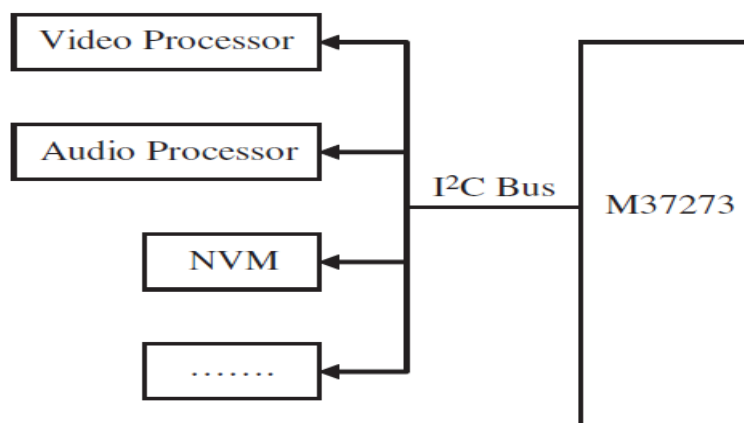 Video Processor
Audio Processor
I²C Bus
M37273
NVM
.......